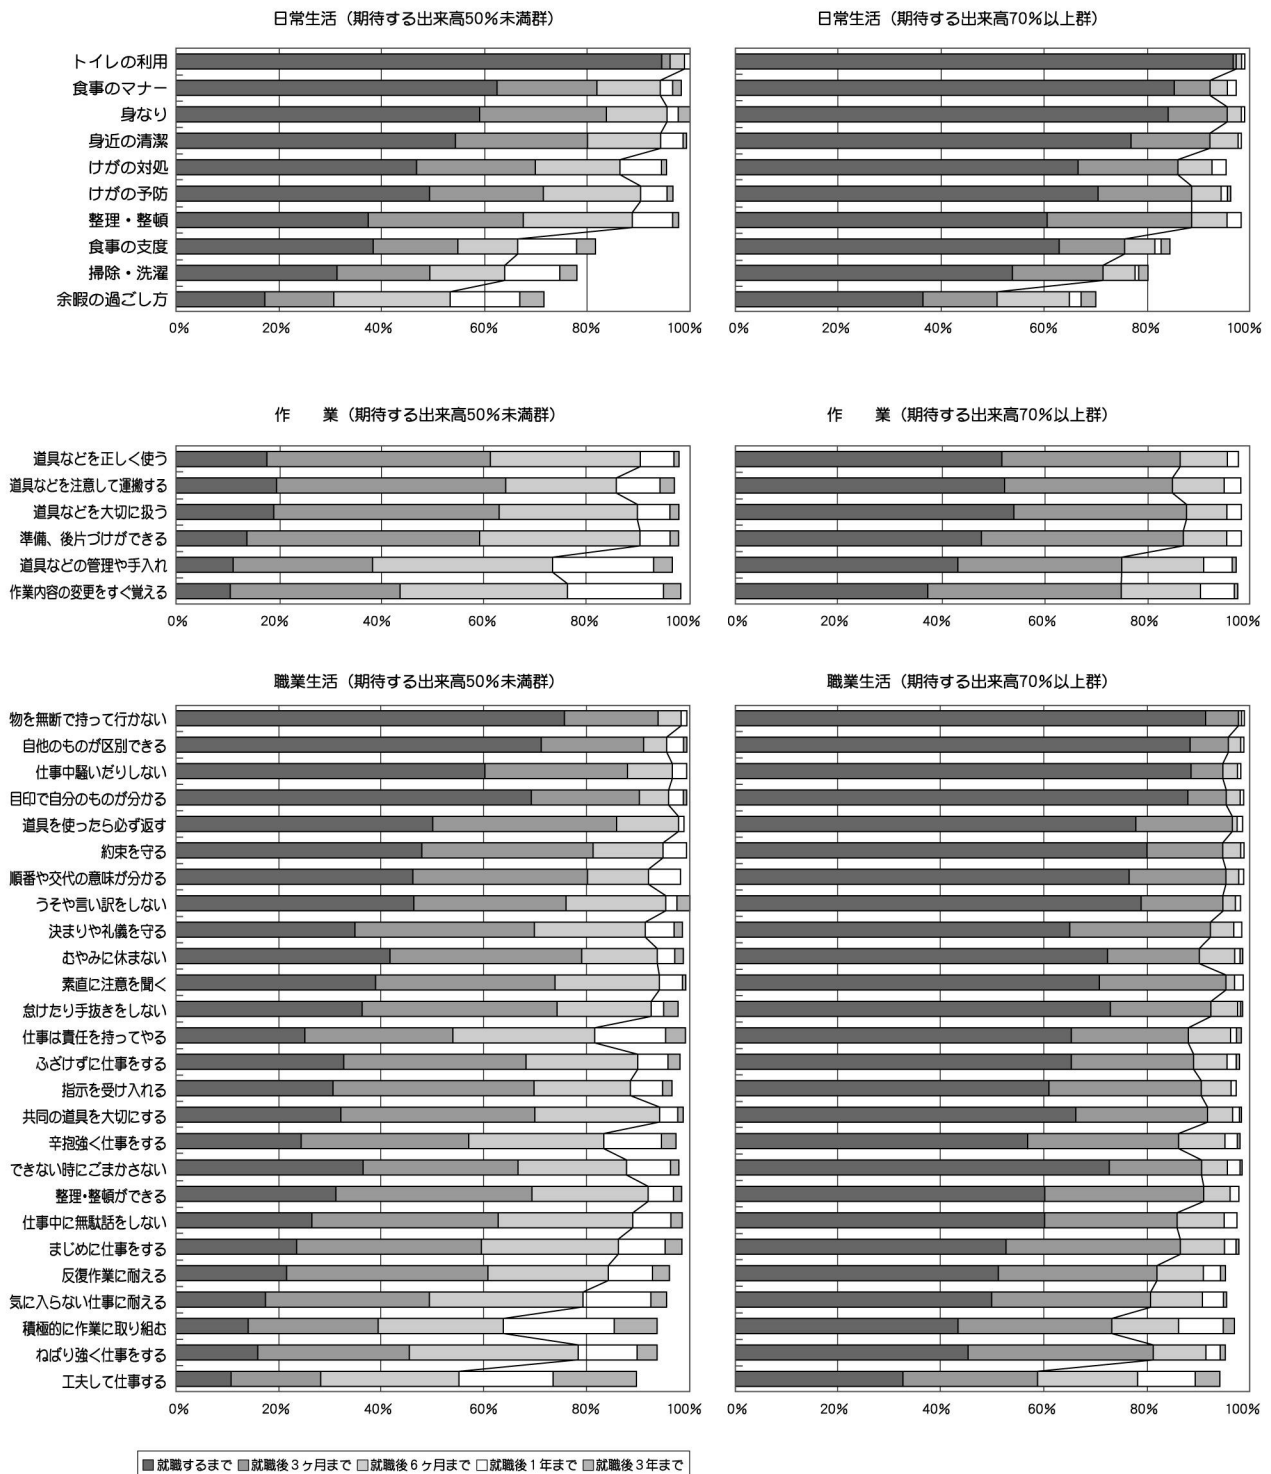 日常生活（期待する出来高50％未満群）
日常生活（期待する出来高70％以上群）
トイレの利用
食事のマナー
身なり
身近の清潔
けがの対処
けがの予防
整理・整頓
食事の支度
掃除・洗濯
余暇の過ごし方
0% 20% 40% 60% 80% 100%
0% 20% 40% 60% 80% 100%
作　業（期待する出来高50％未満群）
作　業（期待する出来高70％以上群）
道具などを正しく使う
道具などを注意して運搬する
道具などを大切に扱う
準備、後片づけができる
道具などの管理や手入れ
作業内容の変更をすぐ覚える
0% 20% 40% 60% 80% 100%
0% 20% 40% 60% 80% 100%
職業生活（期待する出来高50％未満群）
職業生活（期待する出来高70％以上群）
物を無断で持って行かない
自他のものが区別できる
仕事中騒いだりしない
目印で自分のものが分かる
道具を使ったら必ず返す
約束を守る
順番や交代の意味が分かる
うそや言い訳をしない
決まりや礼儀を守る
むやみに休まない
素直に注意を聞く
怠けたり手抜きをしない
仕事は責任を持ってやる
ふざけずに仕事をする
指示を受け入れる
共同の道具を大切にする
辛抱強く仕事をする
できない時にごまかさない
整理・整頓ができる
仕事中に無駄話をしない
まじめに仕事をする
反復作業に耐える
気に入らない仕事に耐える
積極的に作業に取り組む
ねばり強く仕事をする
工夫して仕事する
0% 20% 40% 60% 80% 100%
0% 20% 40% 60% 80% 100%
就職するまで 就職後３ヶ月まで 就職後６ヶ月まで 就職後１年まで 就職後３年まで